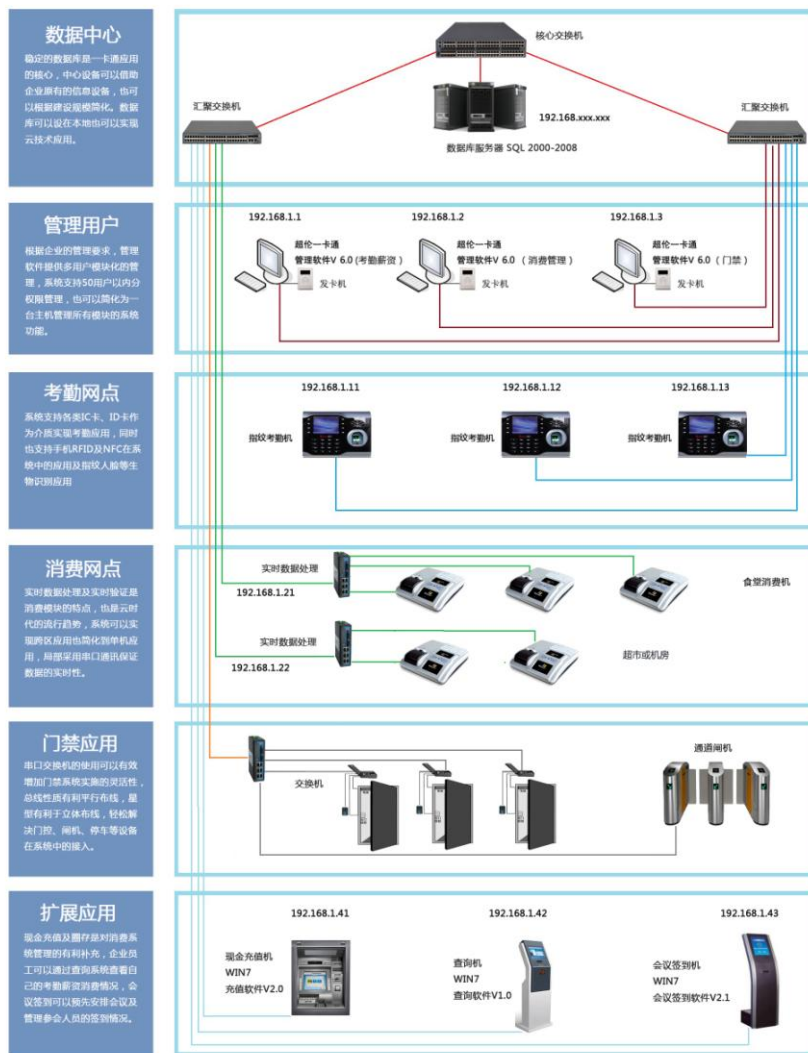 数据中心
稳定的数据库是一卡通应用
的核心，中心设备可以借助
企业原有的信息设备，也可
以根据建设规模简化。数据
库可以设在本地也可以实现
云技术应用。
核心交换机
汇聚交换机
汇聚交换机
192.168.xxx.xxx
数据库服务器 SQL 2000-2008
管理用户
根据企业的管理要求，管理
软件提供多用户模块化的管
理，系统支持50用户以内分
权限管理，也可以简化为一
台主机管理所有模块的系统
功能。
192.168.1.1
超伦一卡通
管理软件V 6.0 (考勤薪资)
发卡机
192.168.1.2
超伦一卡通
管理软件V 6.0 （消费管理）
发卡机
192.168.1.3
超伦一卡通
管理软件V 6.0 （门禁）
发卡机
考勤网点
系统支持各类IC卡、ID卡作
为介质实现考勤应用，同时
也支持手机RFID及NFC在系
统中的应用及指纹人脸等生
物识别应用
192.168.1.11
指纹考勤机
192.168.1.12
指纹考勤机
192.168.1.13
指纹考勤机
消费网点
实时数据处理及实时验证是
消费模块的特点，也是云时
代的流行趋势，系统可以实
现跨区应用也简化到单机应
用，局部采用串口通讯保证
数据的实时性。
实时数据处理
192.168.1.21
食堂消费机
实时数据处理
192.168.1.22
超市或机房
门禁应用
串口交换机的使用可以有效
增加门禁系统实施的灵活性，
总线性质有利平行布线，星
型有利于立体布线，轻松解
决门控、闸机、停车等设备
在系统中的接入。
交换机
通道闸机
扩展应用
现金充值及圈存是对消费系
统管理的有利补充，企业员
工可以通过查询系统查看自
己的考勤薪资消费情况，会
议签到可以预先安排会议及
管理参会人员的签到情况。
192.168.1.41
现金充值机
WIN7
充值软件V2.0
192.168.1.42
查询机
WIN7
查询软件V1.0
192.168.1.43
会议签到机
WIN7
会议签到软件V2.1